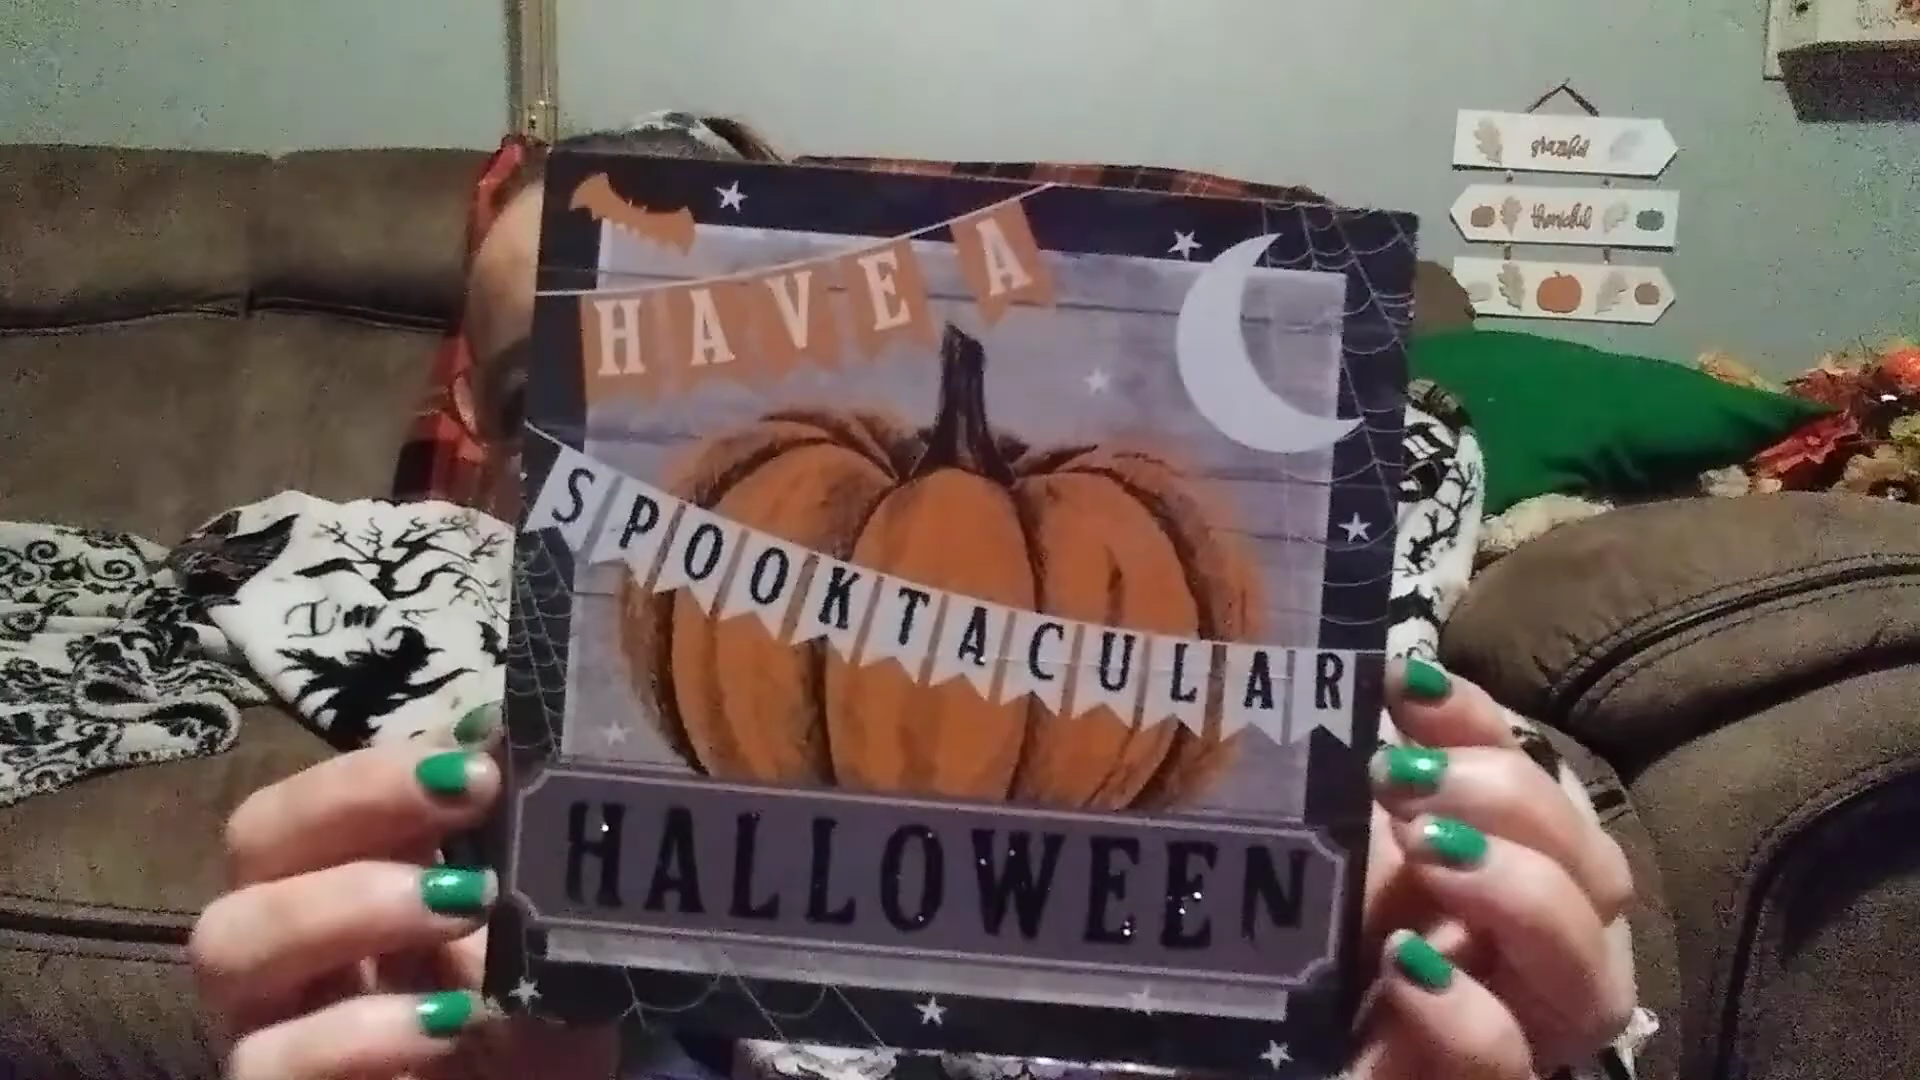 HAVE A
SPOOKTACULAR
HALLOWEEN
grateful
thankful
I'm